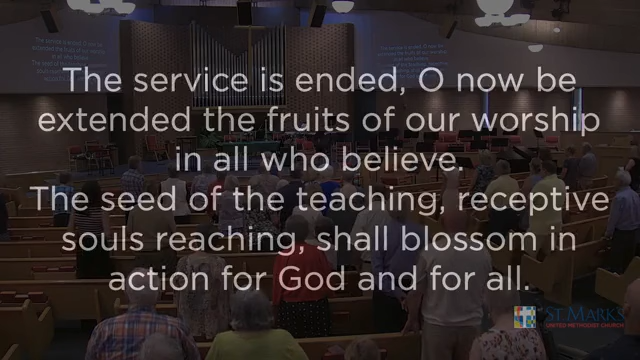 The service is ended, O now be
extended the fruits of our worship
in all who believe.
The seed of the teaching, receptive
souls reaching, shall blossom in
action for God and for all.
ST. MARKS
UNITED METHODIST CHURCH